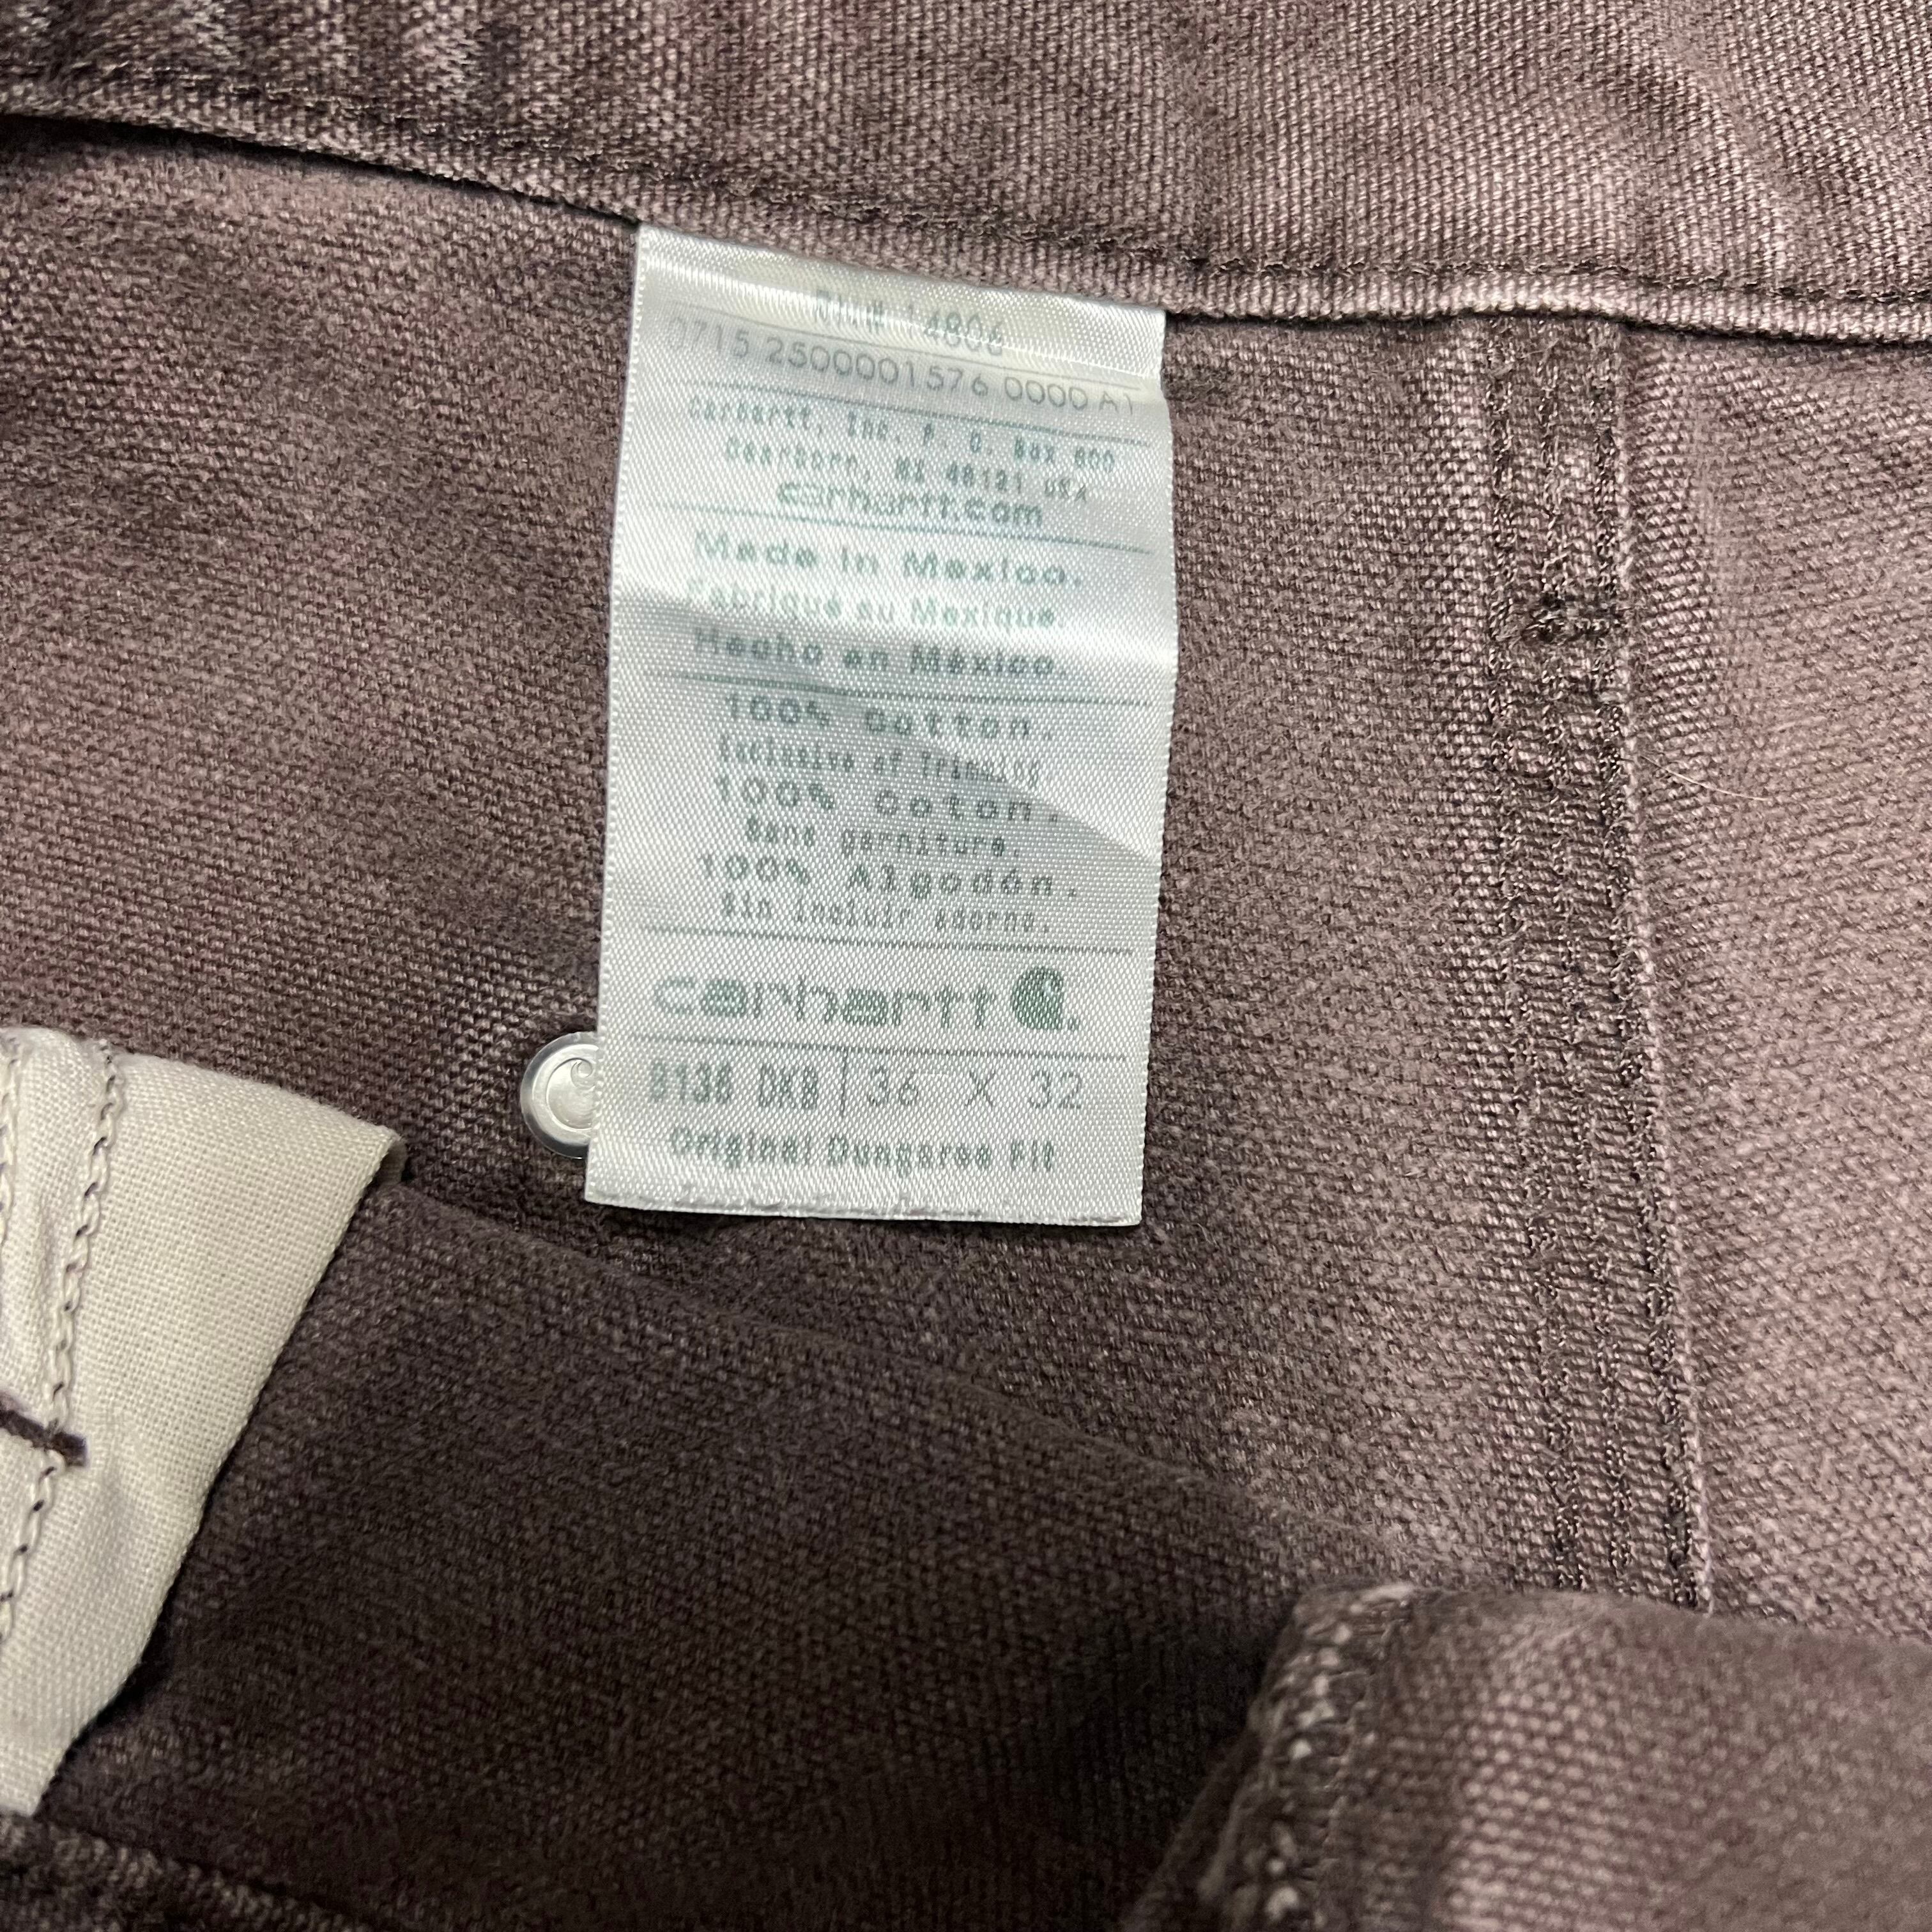 RN# 14806
0715 2500001576 0000 A1
Carhartt, Inc. P. O. Box 600
Dearborn, MI 48121 USA
carhartt.com
Made in Mexico.
Fabriqué au Mexique.
Hecho en México.
100% cotton.
Exclusive of Trimming
100% coton.
Sans garniture.
100% Algodón.
Sin incluir adorno.
carhartt
B136 DKB 36 X 32
Original Dungaree Fit